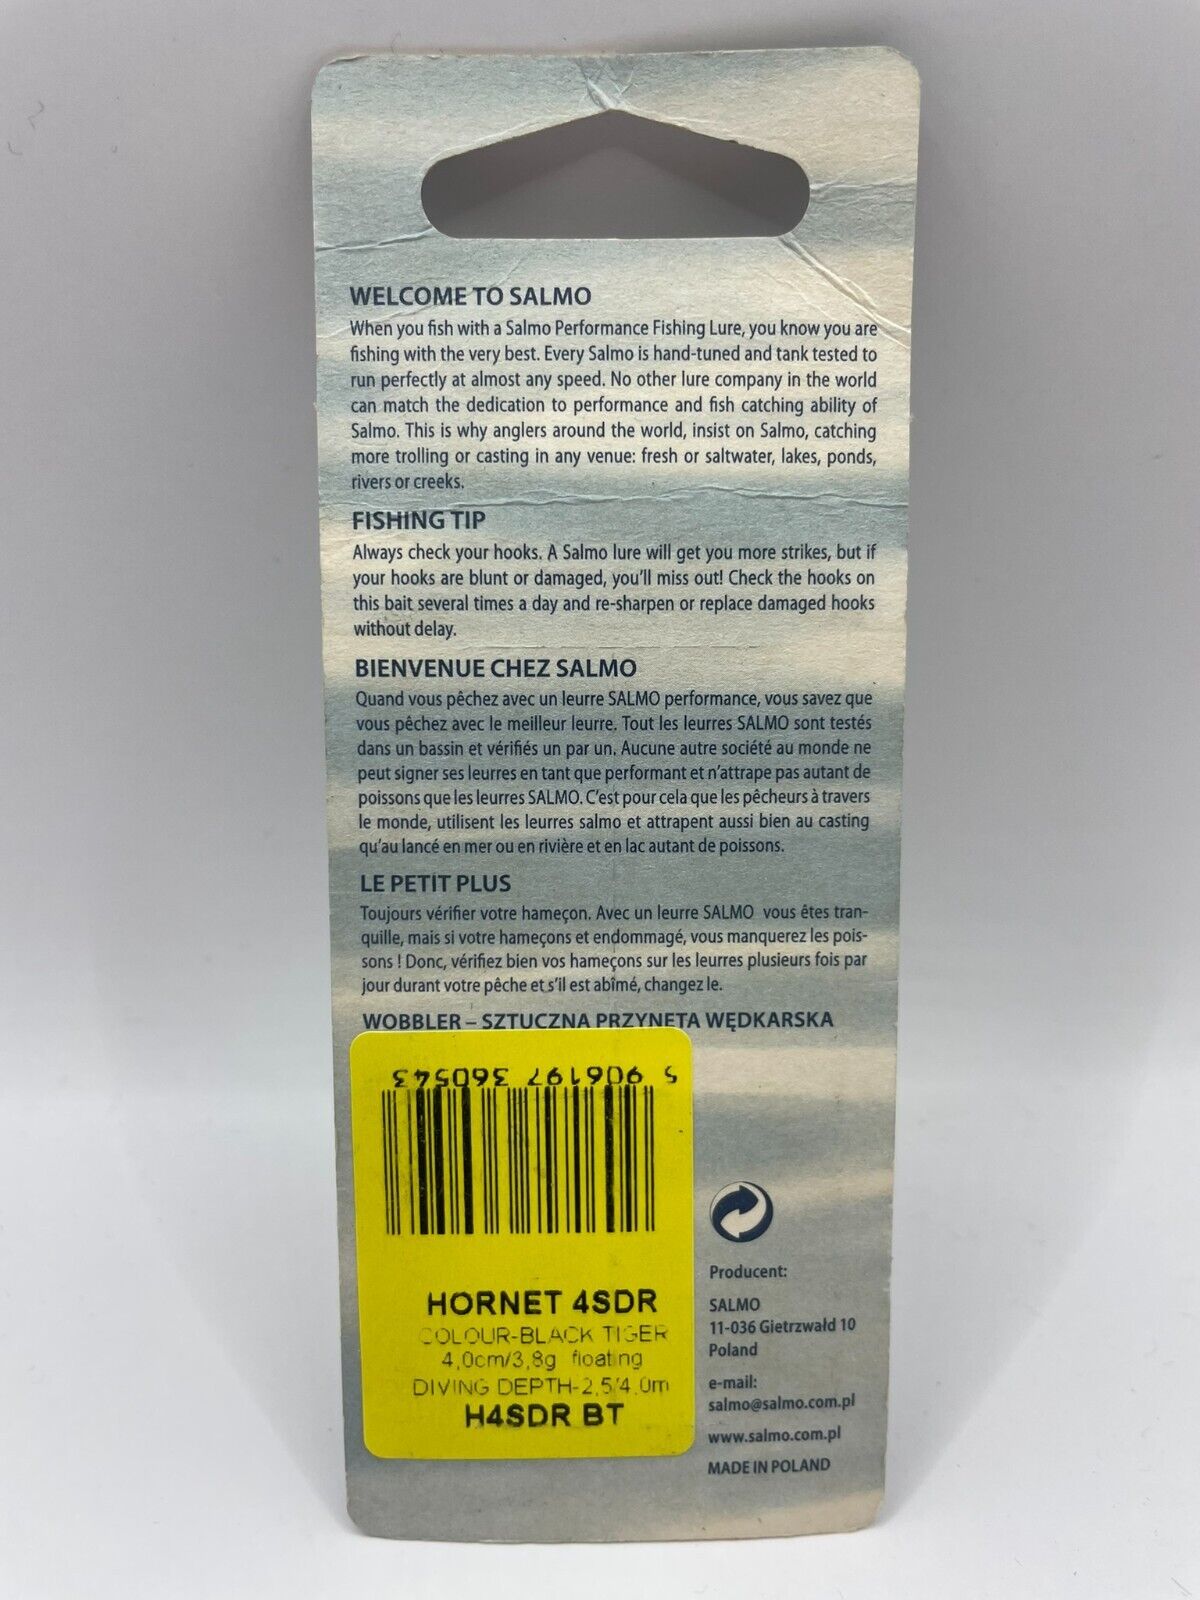 WELCOME TO SALMO
When you fish with a Salmo Performance Fishing Lure, you know you are
fishing with the very best. Every Salmo is hand-tuned and tank tested to
run perfectly at almost any speed. No other lure company in the world
can match the dedication to performance and fish catching ability of
Salmo. This is why anglers around the world, insist on Salmo, catching
more trolling or casting in any venue: fresh or saltwater, lakes, ponds,
rivers or creeks.
FISHING TIP
Always check your hooks. A Salmo lure will get you more strikes, but if
your hooks are blunt or damaged, you'll miss out! Check the hooks on
this bait several times a day and re-sharpen or replace damaged hooks
without delay.
BIENVENUE CHEZ SALMO
Quand vous pêchez avec un leurre SALMO performance, vous savez que
vous pêchez avec le meilleur leurre. Tout les leurres SALMO sont testés
dans un bassin et vérifiés un par un. Aucune autre société au monde ne
peut signer ses leurres en tant que performant et n'attrape pas autant de
poissons que les leurres SALMO. C'est pour cela que les pêcheurs à travers
le monde, utilisent les leurres salmo et attrapent aussi bien au casting
qu'au lancé en mer ou en rivière et en lac autant de poissons.
LE PETIT PLUS
Toujours vérifier votre hameçon. Avec un leurre SALMO vous êtes tran-
quille, mais si votre hameçons et endommagé, vous manquerez les pois-
sons ! Donc, vérifiez bien vos hameçons sur les leurres plusieurs fois par
jour durant votre pêche et s'il est abîmé, changez le.
WOBBLER – SZTUCZNA PRZYNETA WĘDKARSKA
5 906197 360543
HORNET 4SDR
COLOUR-BLACK TIGER
4,0cm/3,8g floating
DIVING DEPTH-2,5/4,0m
H4SDR BT
Producent:
SALMO
11-036 Gietrzwałd 10
Poland
e-mail:
salmo@salmo.com.pl
www.salmo.com.pl
MADE IN POLAND